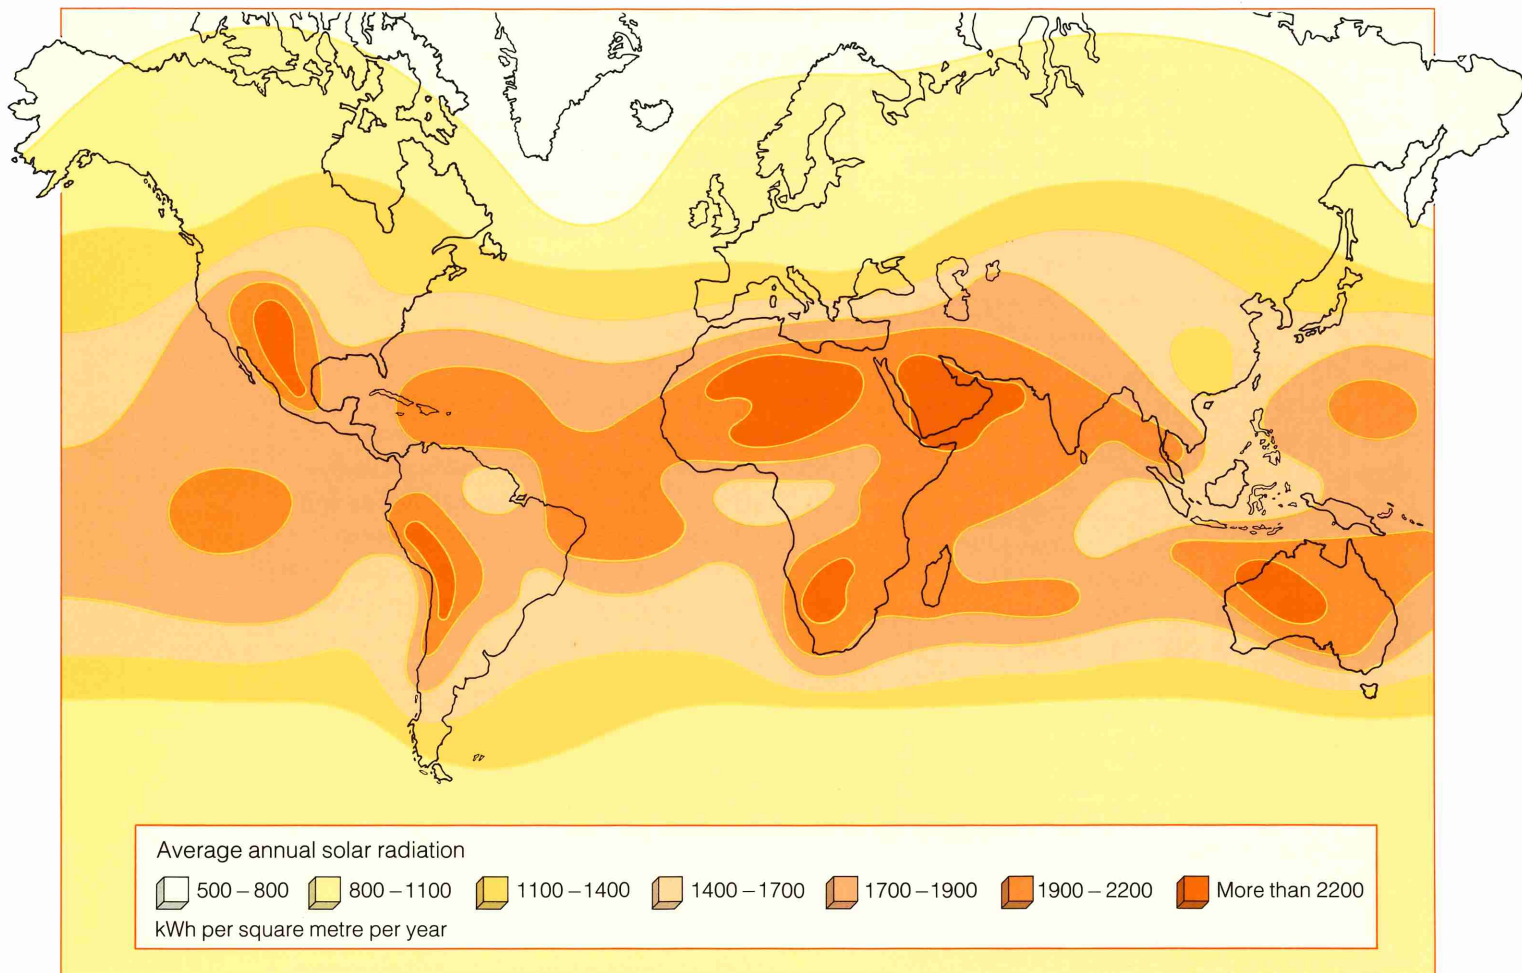 Average annual solar radiation
500 – 800 800 – 1100 1100 – 1400 1400 – 1700 1700 – 1900 1900 – 2200 More than 2200
kWh per square metre per year